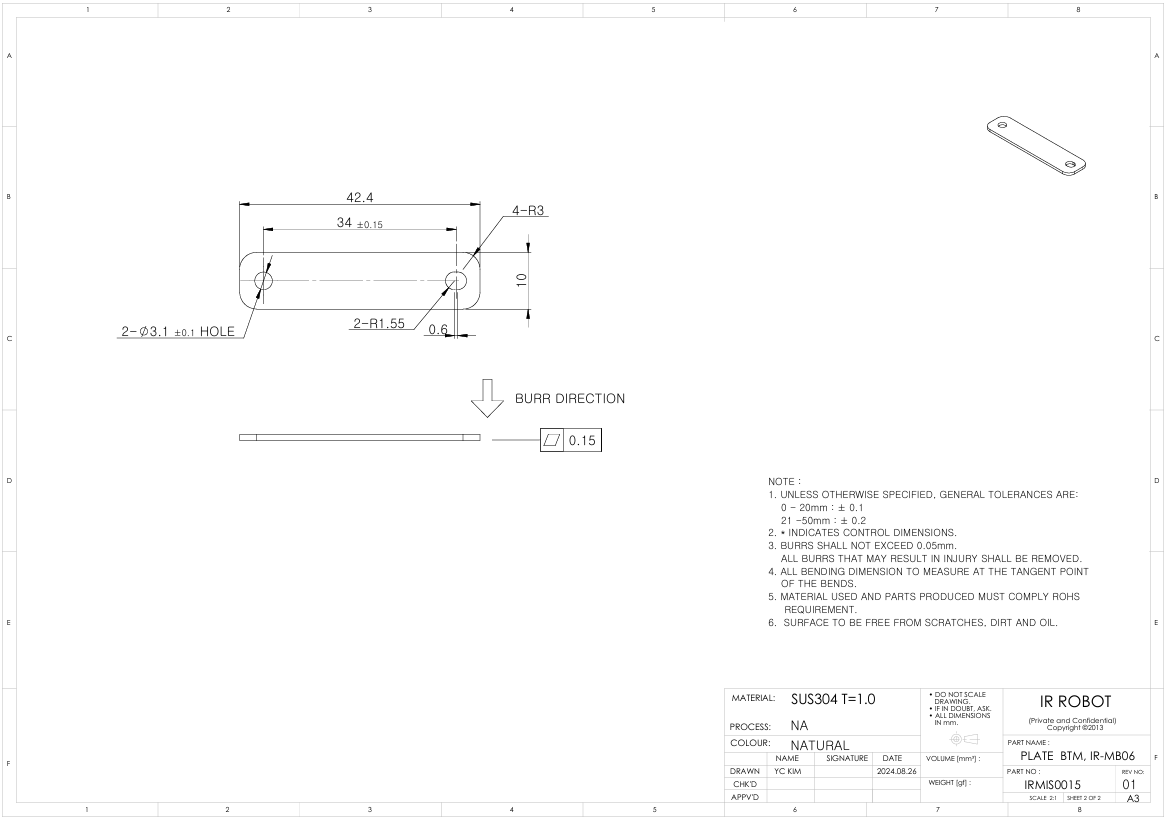 1 2 3 4 5 6 7 8
A A
B B
C C
D D
E E
F F
42.4
34 ±0.15
4-R3
10
2-R1.55
0.6
2-Ø3.1 ±0.1 HOLE
BURR DIRECTION
0.15
NOTE :
1. UNLESS OTHERWISE SPECIFIED, GENERAL TOLERANCES ARE:
0 - 20mm : ± 0.1
21 -50mm : ± 0.2
2. * INDICATES CONTROL DIMENSIONS.
3. BURRS SHALL NOT EXCEED 0.05mm.
ALL BURRS THAT MAY RESULT IN INJURY SHALL BE REMOVED.
4. ALL BENDING DIMENSION TO MEASURE AT THE TANGENT POINT
OF THE BENDS.
5. MATERIAL USED AND PARTS PRODUCED MUST COMPLY ROHS
REQUIREMENT.
6. SURFACE TO BE FREE FROM SCRATCHES, DIRT AND OIL.
MATERIAL: SUS304 T=1.0
PROCESS: NA
COLOUR: NATURAL
NAME SIGNATURE DATE
DRAWN YC KIM 2024.08.26
CHK'D
APPV'D
• DO NOT SCALE
DRAWING.
• IF IN DOUBT, ASK.
• ALL DIMENSIONS
IN mm.
VOLUME [mm³] :
WEIGHT [gf] :
IR ROBOT
(Private and Confidential)
Copyright ©2013
PART NAME :
PLATE BTM, IR-MB06
PART NO : REV NO:
IRMIS0015 01
SCALE 2:1 SHEET 2 OF 2 A3
1 2 3 4 5 6 7 8